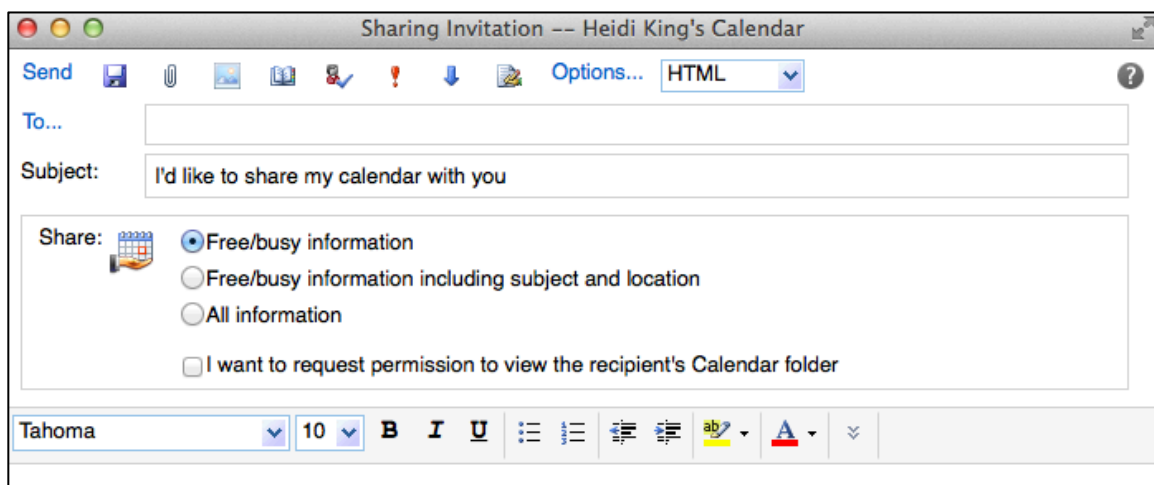 Sharing Invitation -- Heidi King's Calendar
Send Options... HTML
To...
Subject: I'd like to share my calendar with you
Share: Free/busy information
Free/busy information including subject and location
All information
I want to request permission to view the recipient's Calendar folder
Tahoma 10 B I U ab A